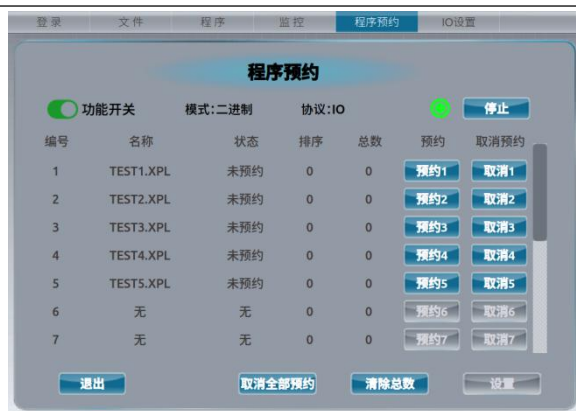 登录 文件 程序 监控 程序预约 IO设置
程序预约
功能开关 模式:二进制 协议:IO 停止
编号 名称 状态 排序 总数 预约 取消预约
1 TEST1.XPL 未预约 0 0 预约1 取消1
2 TEST2.XPL 未预约 0 0 预约2 取消2
3 TEST3.XPL 未预约 0 0 预约3 取消3
4 TEST4.XPL 未预约 0 0 预约4 取消4
5 TEST5.XPL 未预约 0 0 预约5 取消5
6 无 无 0 0 预约6 取消6
7 无 无 0 0 预约7 取消7
退出 取消全部预约 清除总数 设置